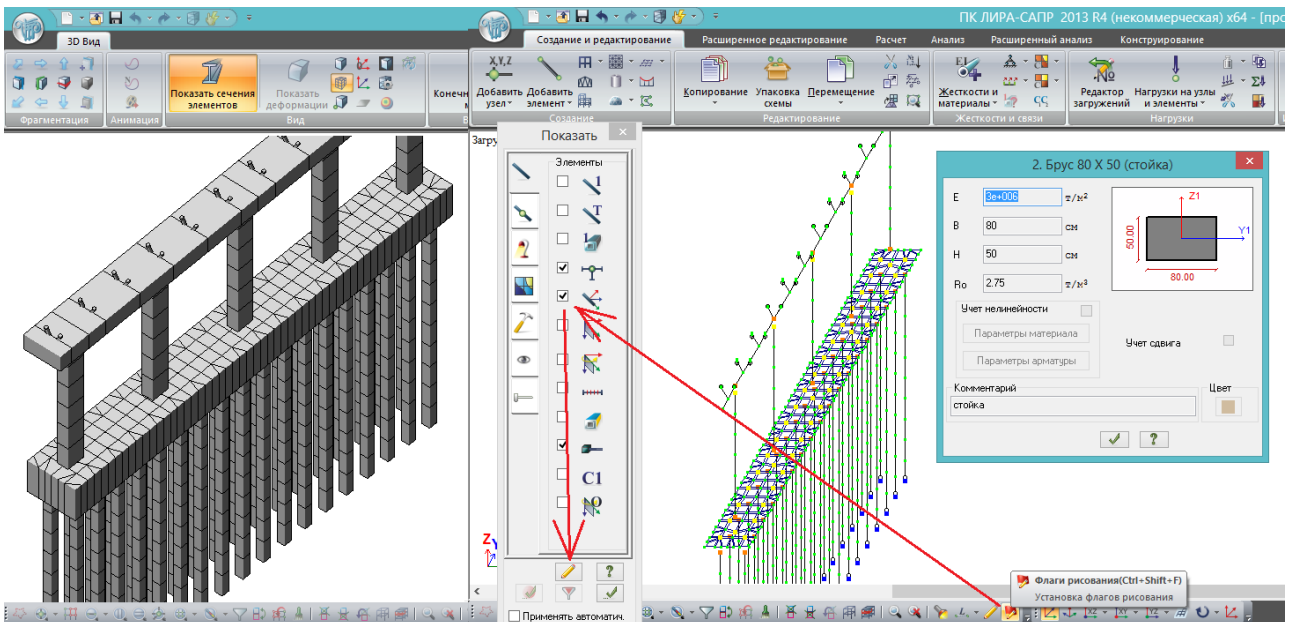 ПК ЛИРА-САПР 2013 R4 (некоммерческая) x64 - [про
3D Вид
Создание и редактирование
Расширенное редактирование
Расчет
Анализ
Расширенный анализ
Конструирование
Показать сечения элементов
Показать деформации
Конечн
Фрагментация
Анимация
Вид
X,Y,Z
Добавить узел
Добавить элемент
Создание
Копирование
Упаковка схемы
Перемещение
Редактирование
Жесткости и материалы
Жесткости и связи
Редактор загружений
Нагрузки на узлы и элементы
Нагрузки
Загру
Показать
Элементы
1
T
C1
Применять автоматич.
Z
2. Брус 80 X 50 (стойка)
E
3e+006
т/м²
B
80
см
H
50
см
Ro
2.75
т/м³
Z1
Y1
50.00
80.00
Учет нелинейности
Параметры материала
Параметры арматуры
Учет сдвига
Комментарий
Цвет
стойка
?
?
Флаги рисования(Ctrl+Shift+F)
Установка флагов рисования